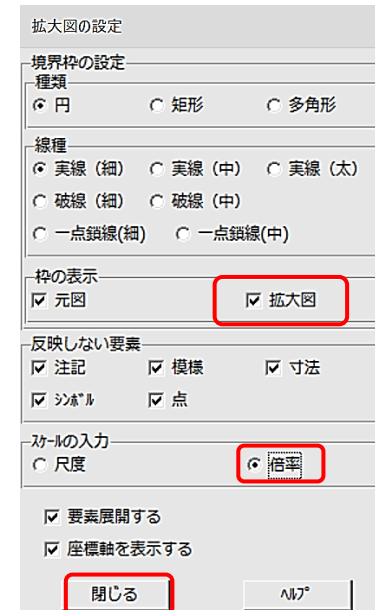 拡大図の設定
境界枠の設定
種類
円 矩形 多角形
線種
実線（細） 実線（中） 実線（太）
破線（細） 破線（中）
一点鎖線(細) 一点鎖線(中)
枠の表示
元図 拡大図
反映しない要素
注記 模様 寸法
ｼﾝﾎﾞﾙ 点
ｽｹｰﾙの入力
尺度 倍率
要素展開する
座標軸を表示する
閉じる ﾍﾙﾌﾟ